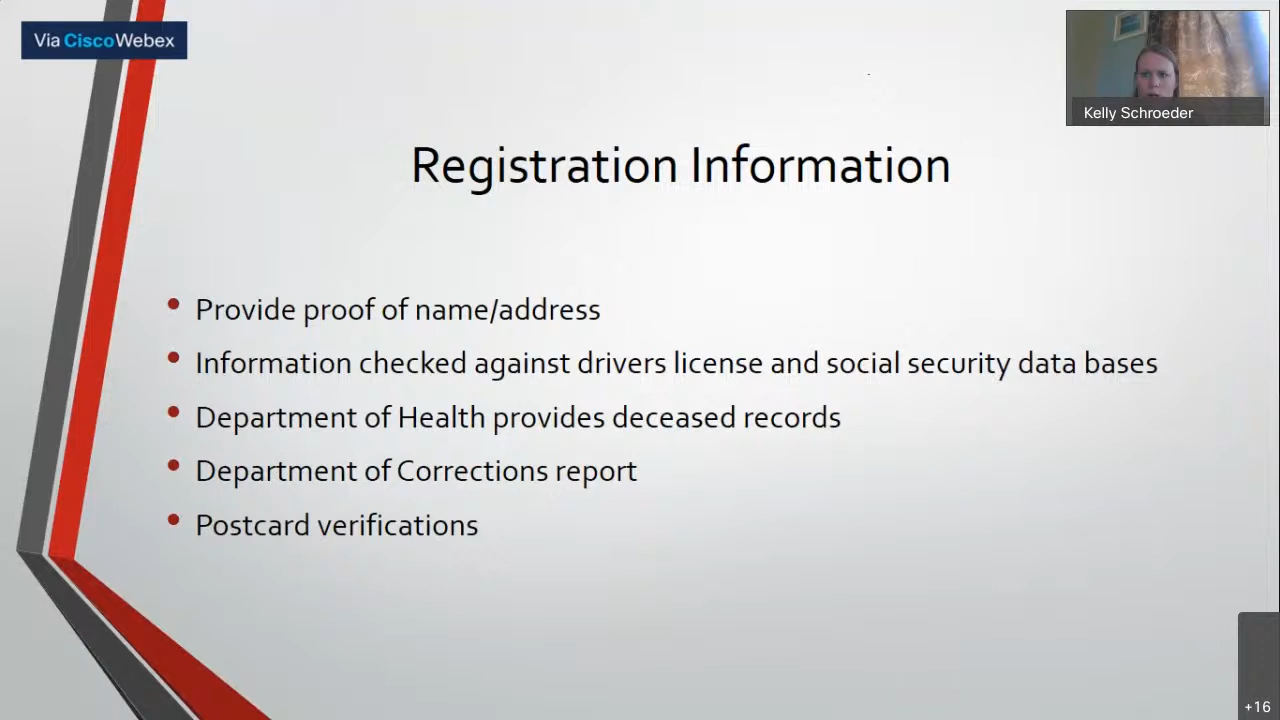 Via CiscoWebex
Kelly Schroeder
Registration Information
• Provide proof of name/address
• Information checked against drivers license and social security data bases
• Department of Health provides deceased records
• Department of Corrections report
• Postcard verifications
+16